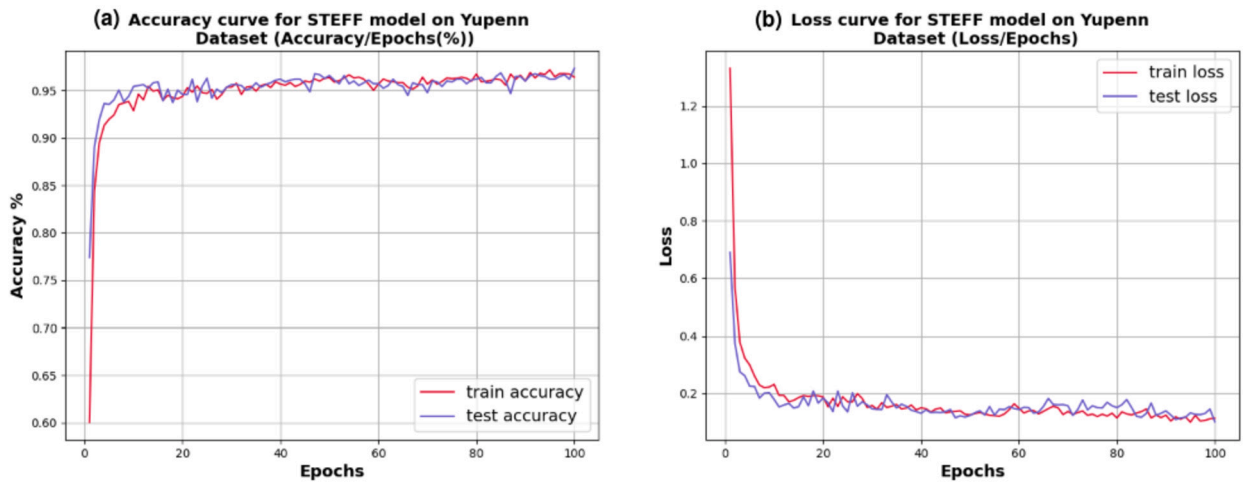 (a) Accuracy curve for STEFF model on Yupenn
Dataset (Accuracy/Epochs(%))
0.95
0.90
0.85
0.80
0.75
0.70
0.65
0.60
Accuracy %
train accuracy
test accuracy
0 20 40 60 80 100
Epochs
(b) Loss curve for STEFF model on Yupenn
Dataset (Loss/Epochs)
1.2
1.0
0.8
0.6
0.4
0.2
Loss
train loss
test loss
0 20 40 60 80 100
Epochs